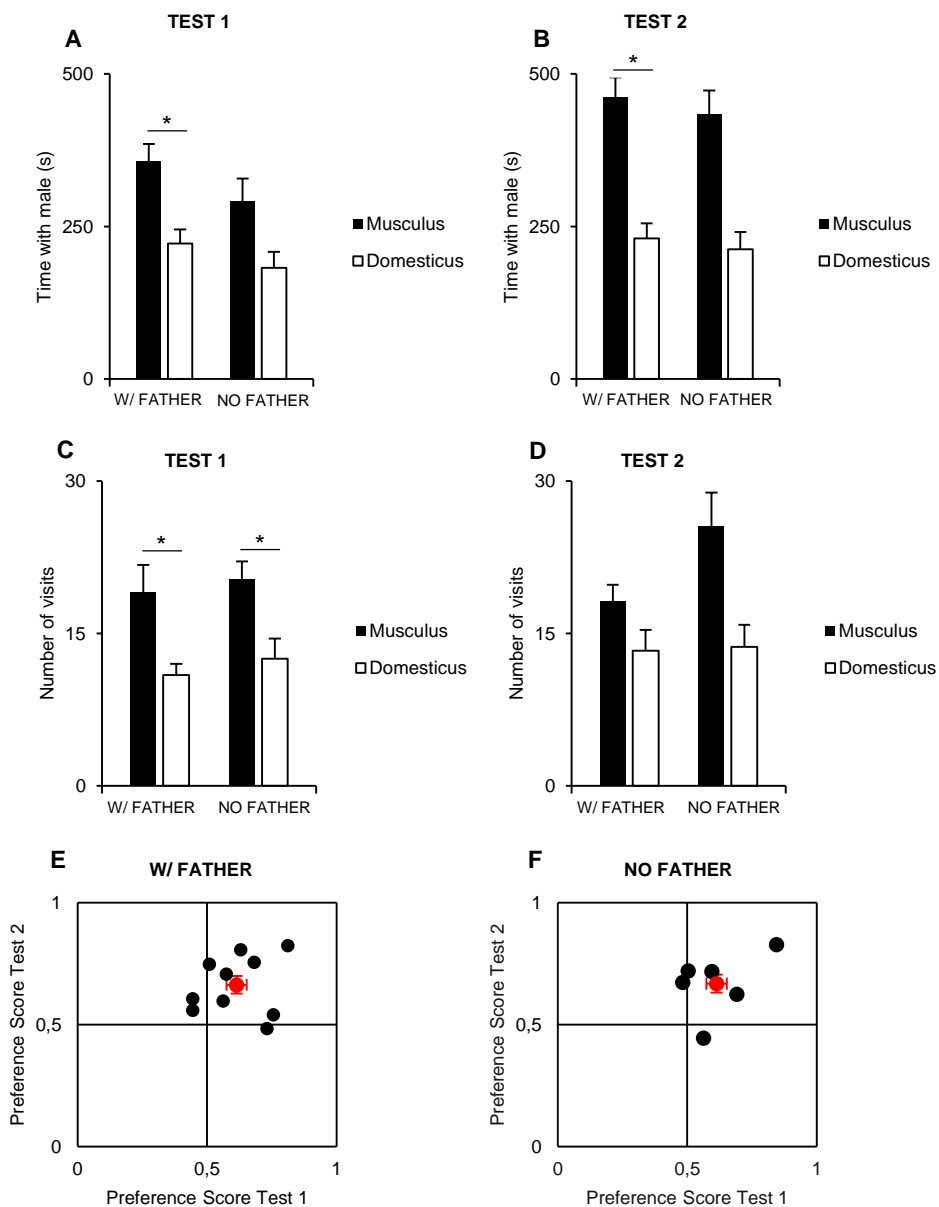 TEST 1
A
500
*
250
0
Time with male (s)
W/ FATHER
NO FATHER
Musculus
Domesticus
TEST 2
B
500
*
250
0
Time with male (s)
W/ FATHER
NO FATHER
Musculus
Domesticus
C
TEST 1
30
*
*
15
0
Number of visits
W/ FATHER
NO FATHER
Musculus
Domesticus
D
TEST 2
30
15
0
Number of visits
W/ FATHER
NO FATHER
Musculus
Domesticus
E
W/ FATHER
1
0,5
0
Preference Score Test 2
0
0,5
1
Preference Score Test 1
F
NO FATHER
1
0,5
0
Preference Score Test 2
0
0,5
1
Preference Score Test 1